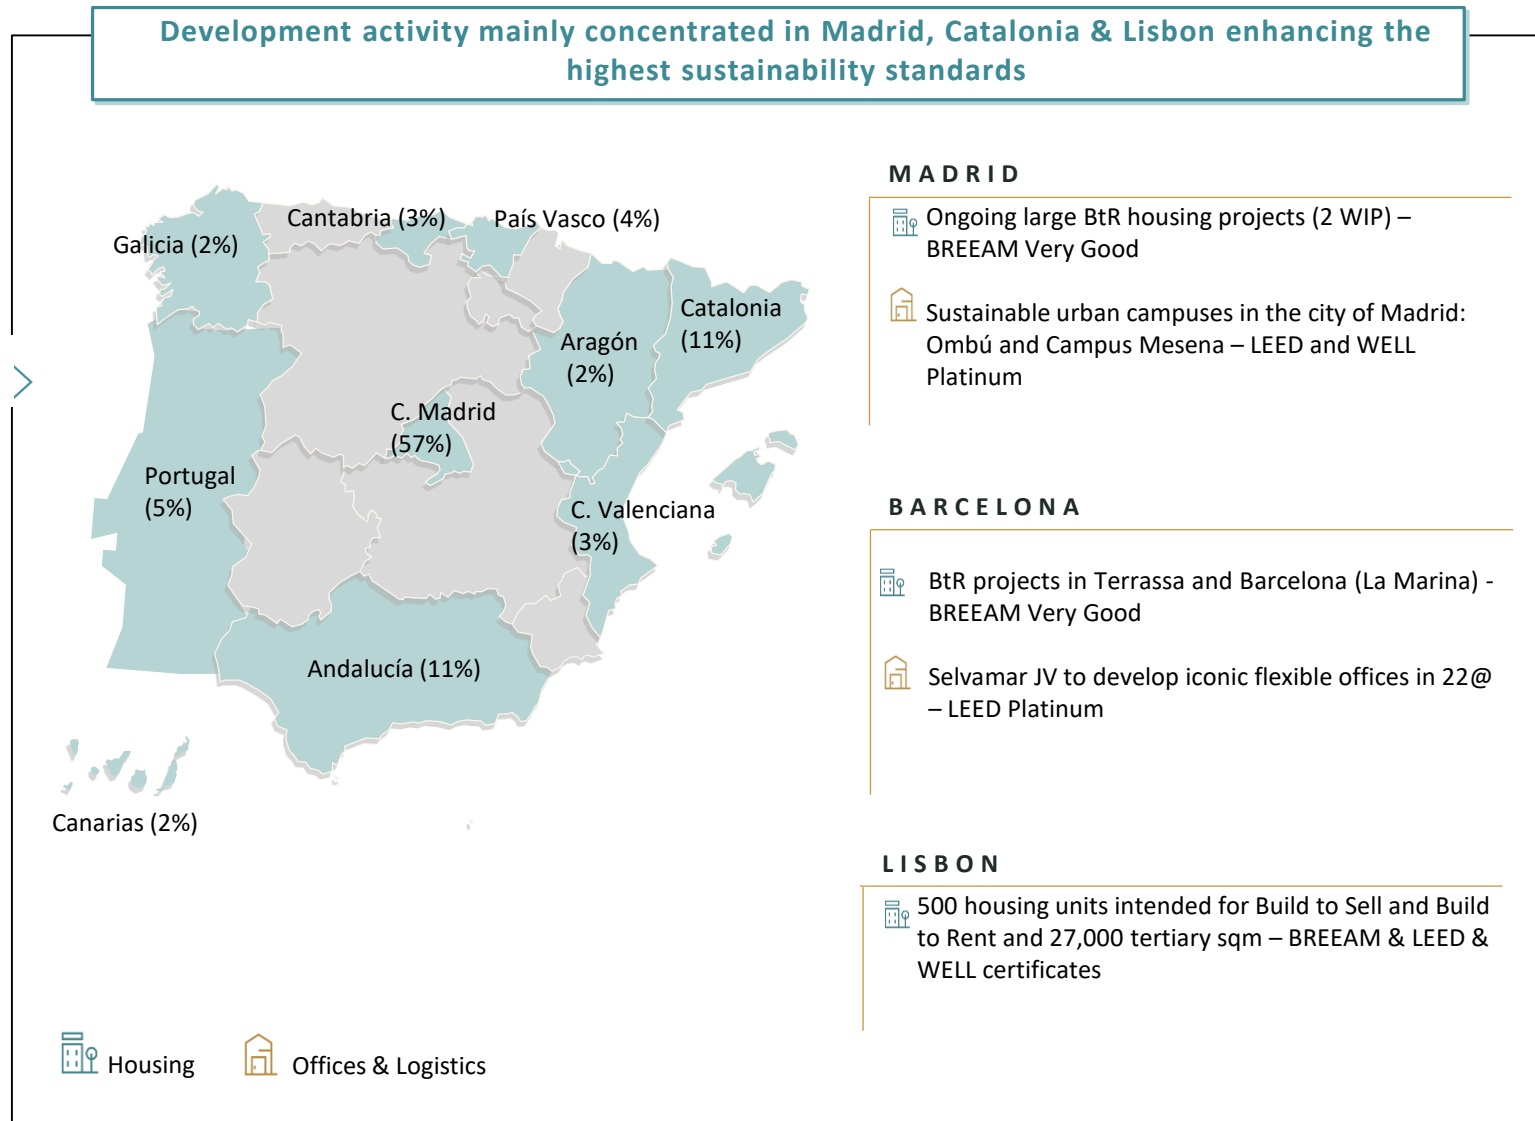 Development activity mainly concentrated in Madrid, Catalonia & Lisbon enhancing the
highest sustainability standards
Galicia (2%)
Cantabria (3%)
País Vasco (4%)
Catalonia
(11%)
Aragón
(2%)
C. Madrid
(57%)
Portugal
(5%)
C. Valenciana
(3%)
Andalucía (11%)
Canarias (2%)
Housing
Offices & Logistics
MADRID
Ongoing large BtR housing projects (2 WIP) –
BREEAM Very Good
Sustainable urban campuses in the city of Madrid:
Ombú and Campus Mesena – LEED and WELL
Platinum
BARCELONA
BtR projects in Terrassa and Barcelona (La Marina) -
BREEAM Very Good
Selvamar JV to develop iconic flexible offices in 22@
– LEED Platinum
LISBON
500 housing units intended for Build to Sell and Build
to Rent and 27,000 tertiary sqm – BREEAM & LEED &
WELL certificates